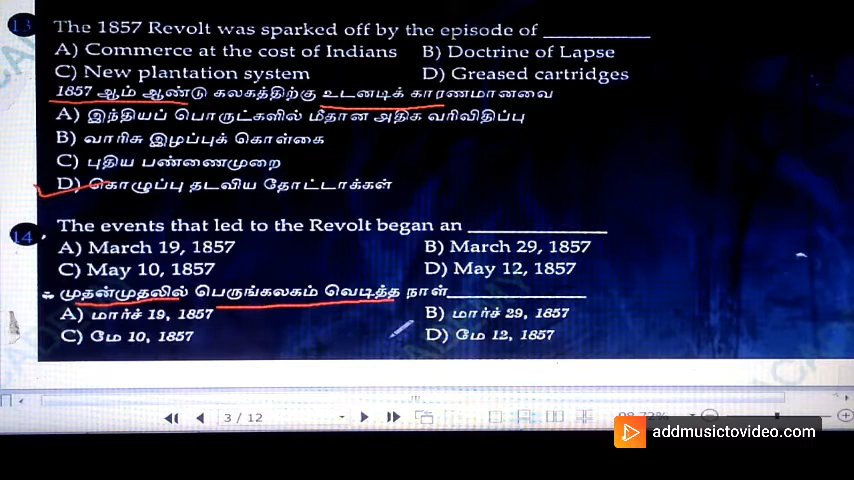 13 The 1857 Revolt was sparked off by the episode of __________
A) Commerce at the cost of Indians B) Doctrine of Lapse
C) New plantation system D) Greased cartridges
1857 ஆம் ஆண்டு கலகத்திற்கு உடனடிக் காரணமானவை
A) இந்தியப் பொருட்களில் மீதான அதிக வரிவிதிப்பு
B) வாரிசு இழப்புக் கொள்கை
C) புதிய பண்ணைமுறை
D) கொழுப்பு தடவிய தோட்டாக்கள்
14 The events that led to the Revolt began an _____________
A) March 19, 1857 B) March 29, 1857
C) May 10, 1857 D) May 12, 1857
முதன்முதலில் பெருங்கலகம் வெடித்த நாள்_____________
A) மார்ச் 19, 1857 B) மார்ச் 29, 1857
C) மே 10, 1857 D) மே 12, 1857
3 / 12
addmusictovideo.com